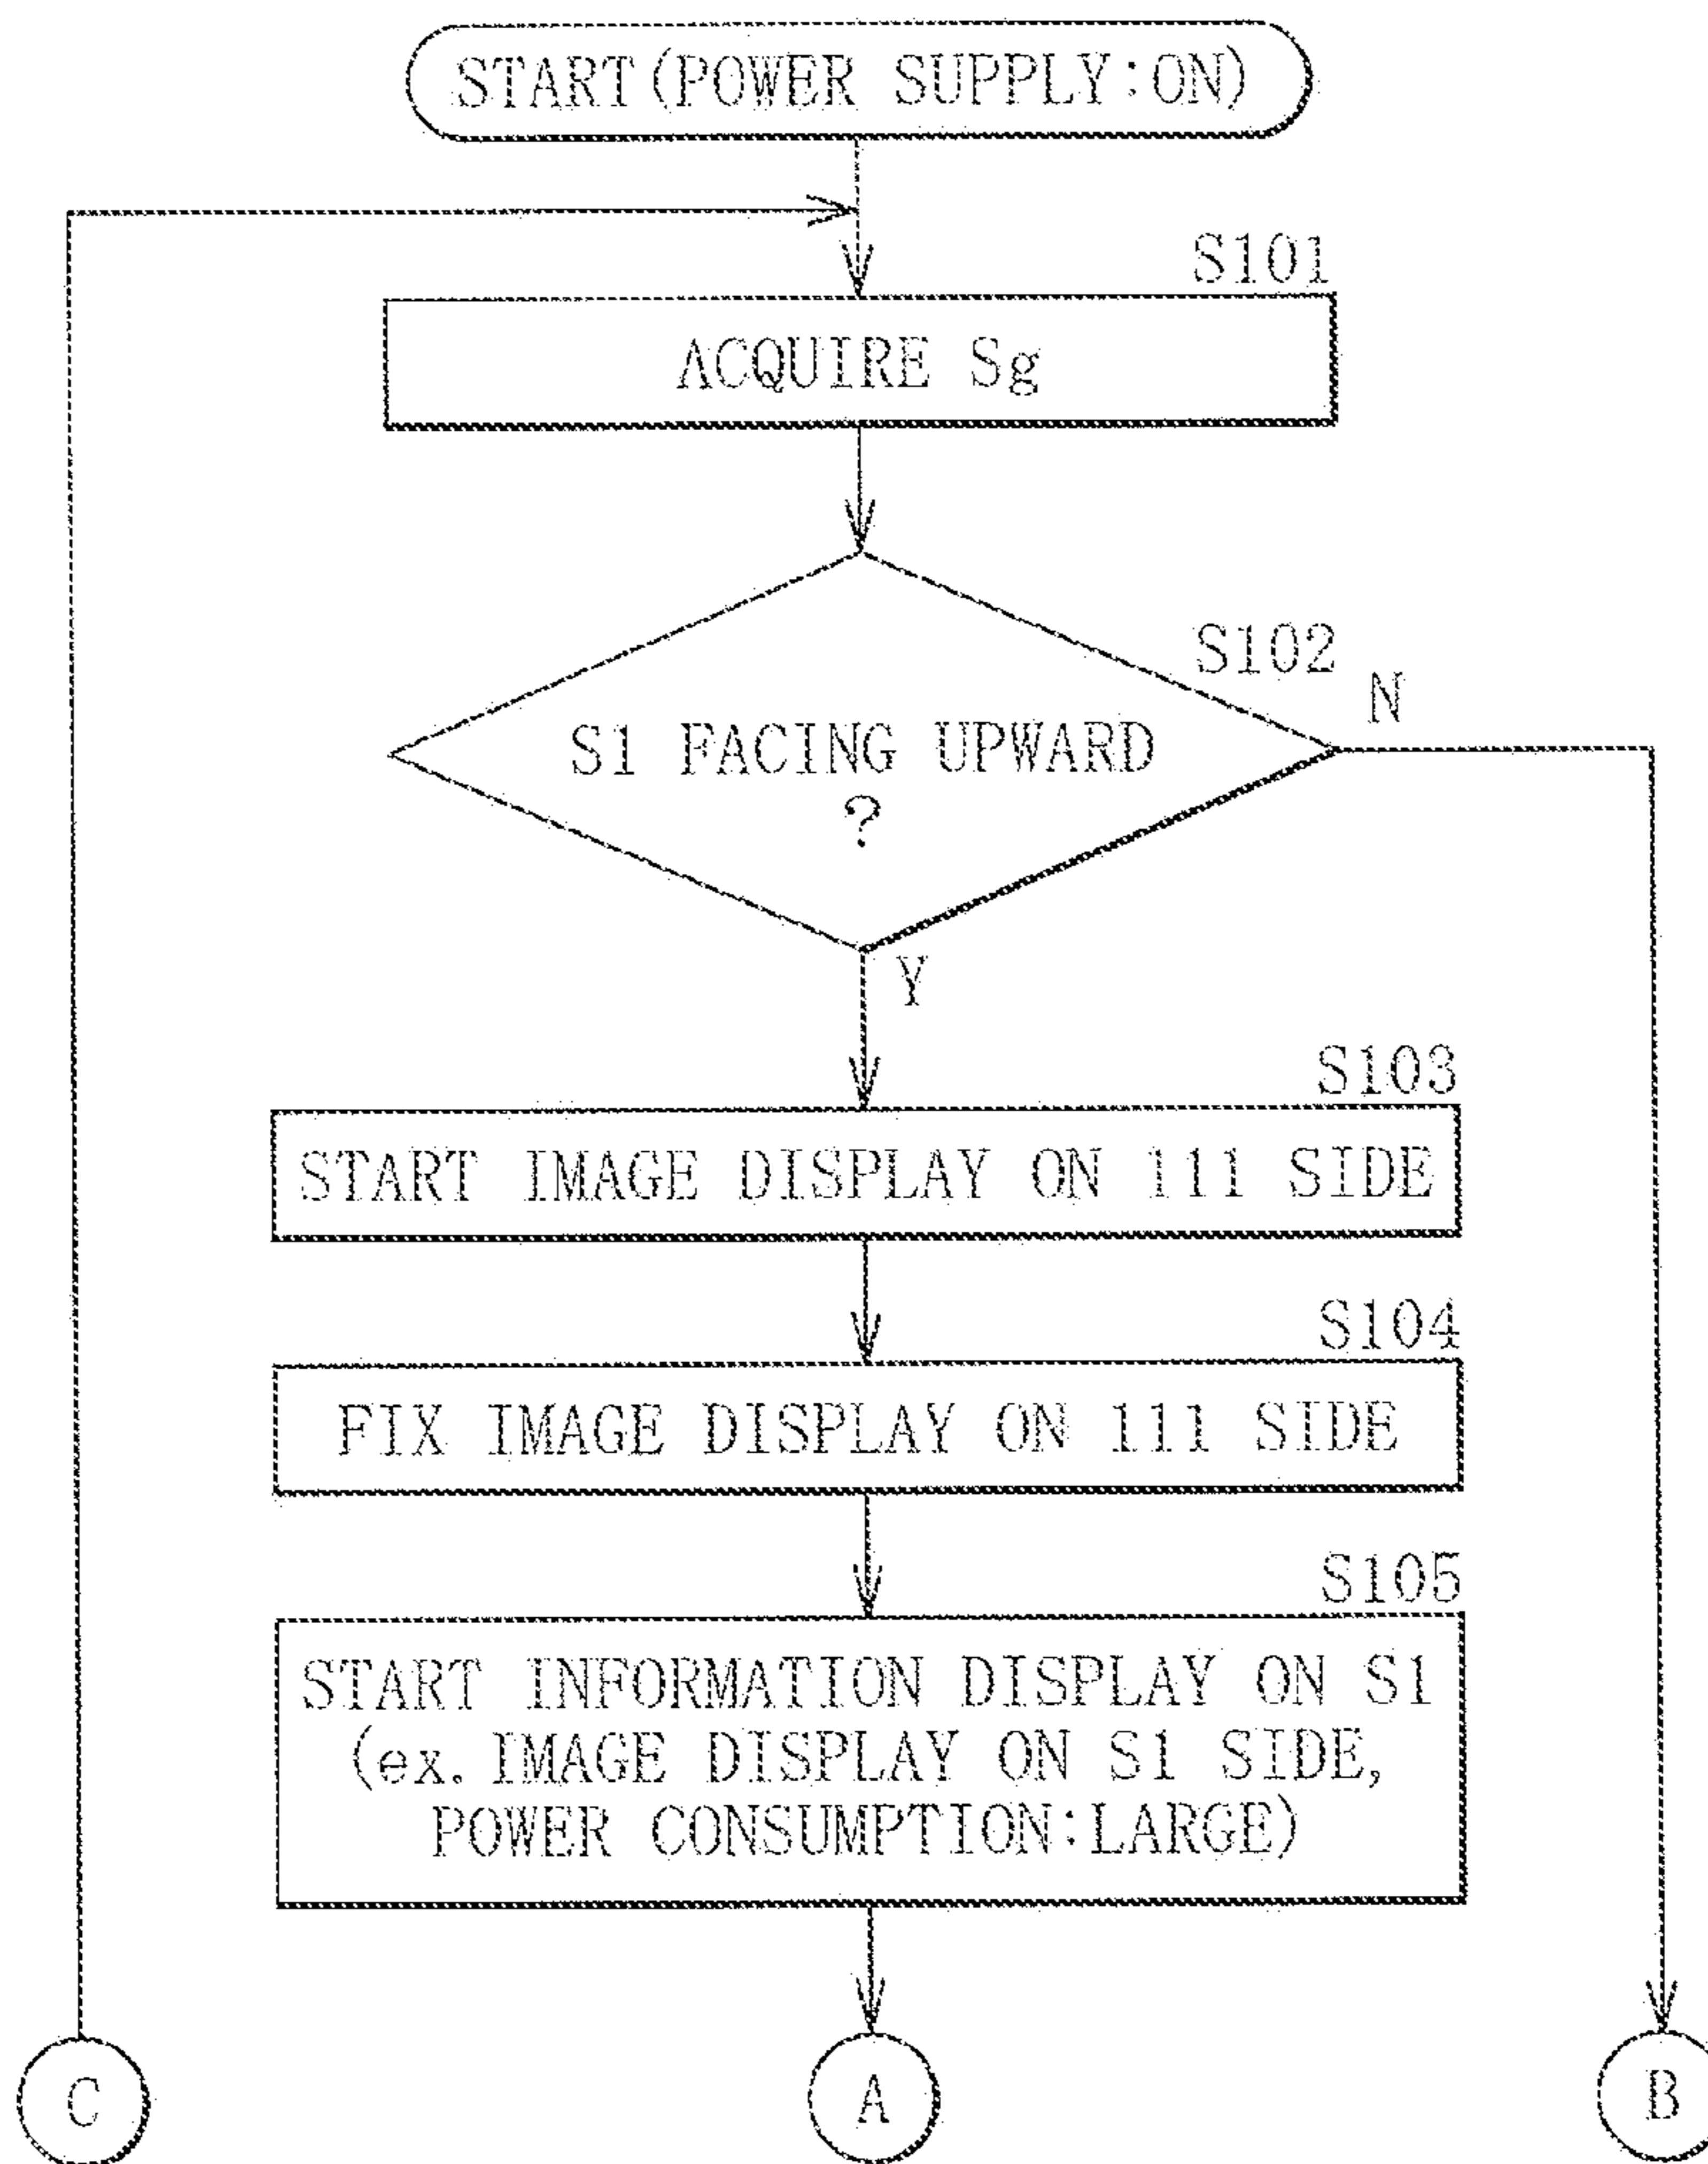 START(POWER SUPPLY:ON)
S101
ACQUIRE Sg
S102
N
S1 FACING UPWARD
?
Y
S103
START IMAGE DISPLAY ON 111 SIDE
S104
FIX IMAGE DISPLAY ON 111 SIDE
S105
START INFORMATION DISPLAY ON S1
(ex. IMAGE DISPLAY ON S1 SIDE,
POWER CONSUMPTION:LARGE)
C
A
B